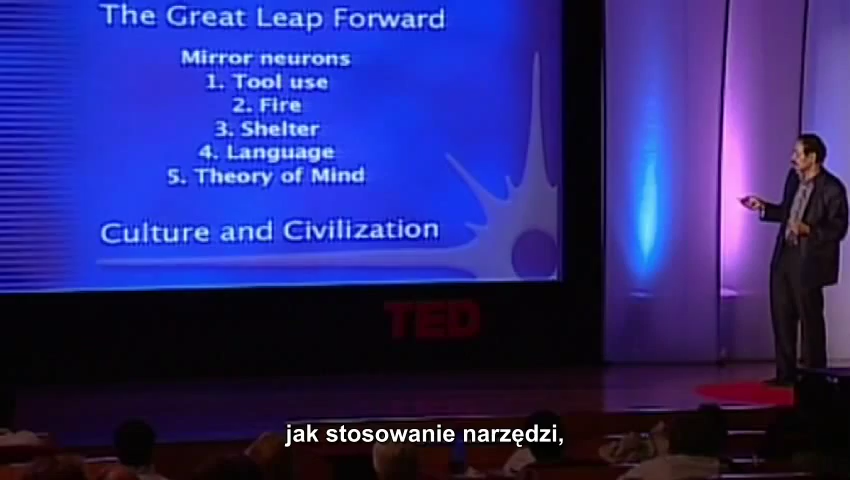 The Great Leap Forward
Mirror neurons
1. Tool use
2. Fire
3. Shelter
4. Language
5. Theory of Mind
Culture and Civilization
TED
jak stosowanie narzędzi,